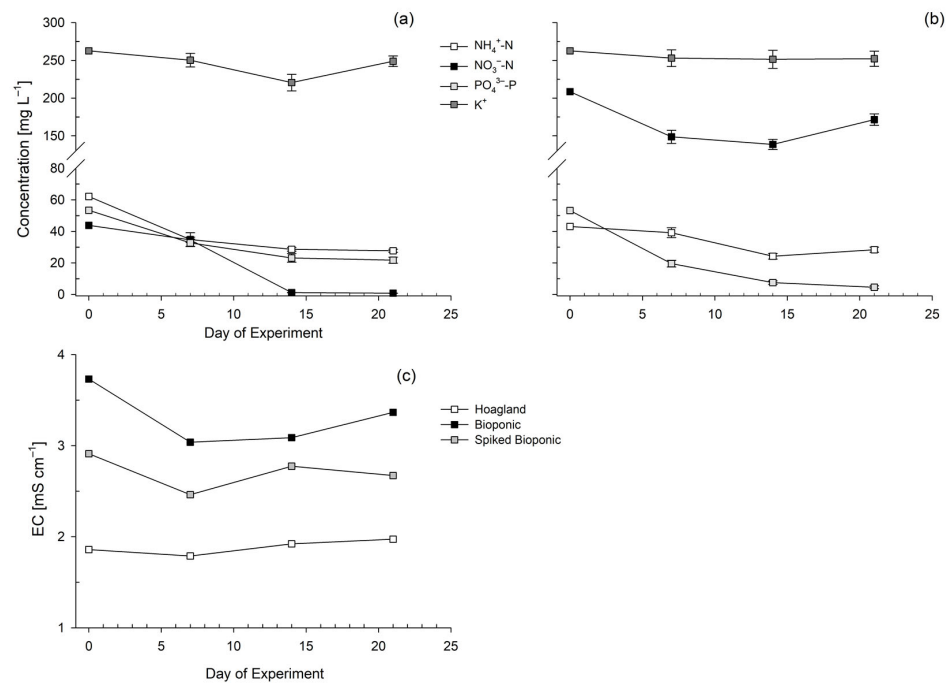 (a)
(b)
300
250
200
150
80
60
40
20
0
Concentration [mg L⁻¹]
NH₄⁺-N
NO₃⁻-N
PO₄³⁻-P
K⁺
0 5 10 15 20 25
Day of Experiment
0 5 10 15 20 25
(c)
4
3
2
1
EC [mS cm⁻¹]
Hoagland
Bioponic
Spiked Bioponic
0 5 10 15 20 25
Day of Experiment